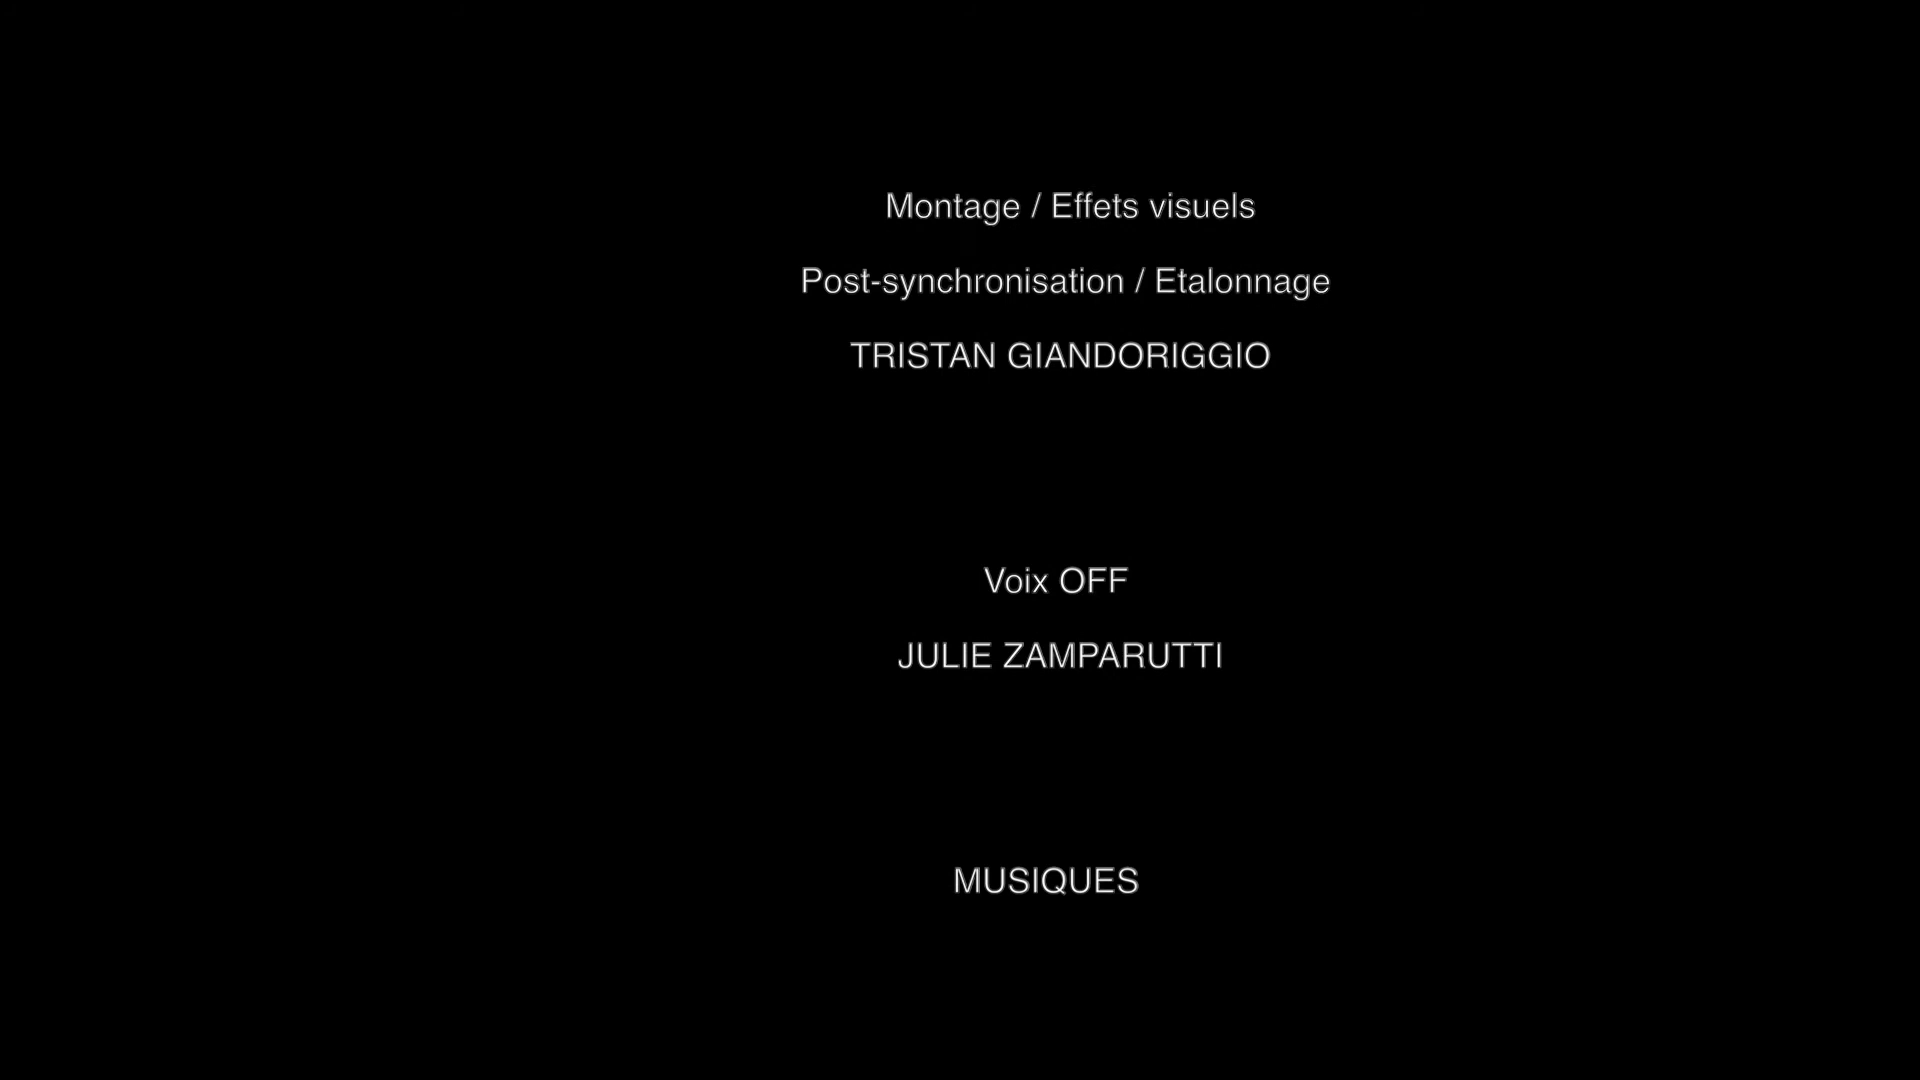 Montage / Effets visuels
Post-synchronisation / Etalonnage
TRISTAN GIANDORIGGIO
Voix OFF
JULIE ZAMPARUTTI
MUSIQUES